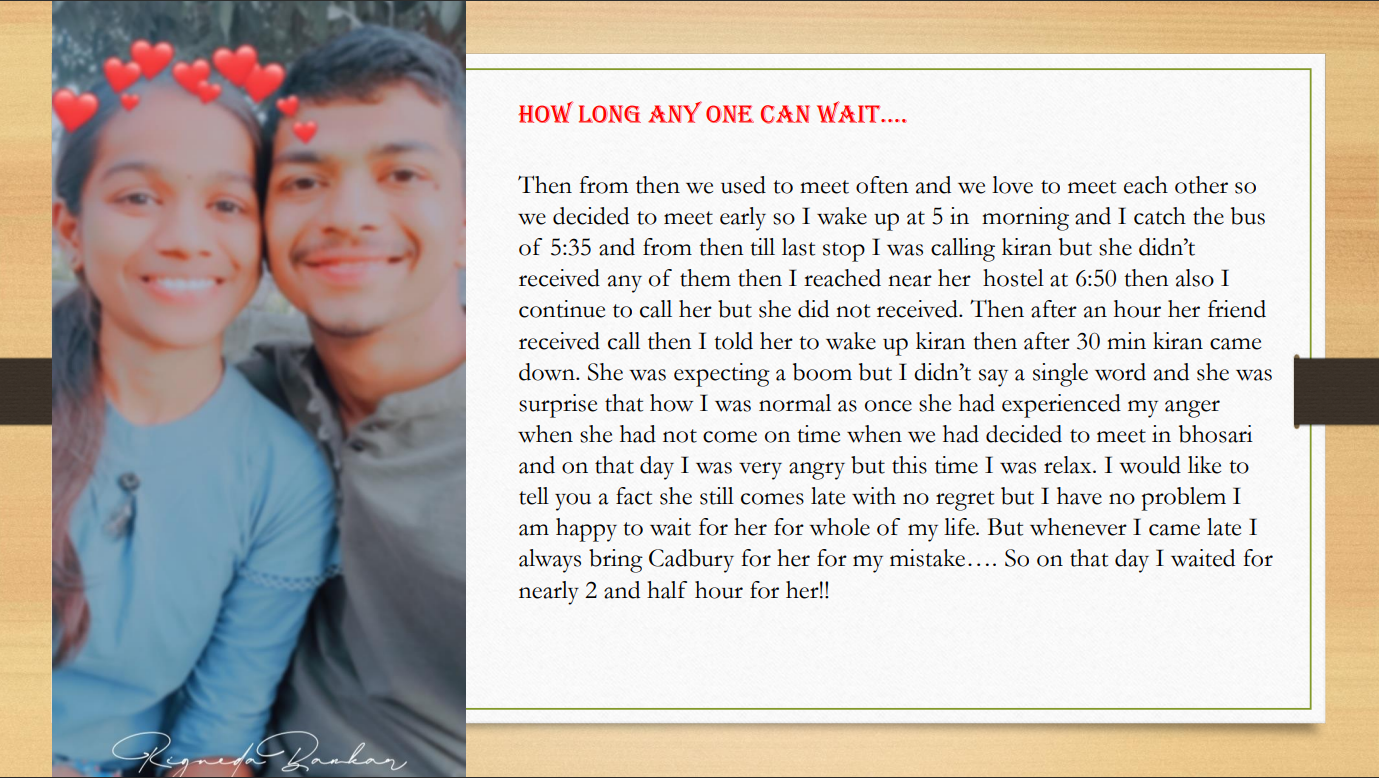 HOW LONG ANY ONE CAN WAIT....
Then from then we used to meet often and we love to meet each other so
we decided to meet early so I wake up at 5 in morning and I catch the bus
of 5:35 and from then till last stop I was calling kiran but she didn’t
received any of them then I reached near her hostel at 6:50 then also I
continue to call her but she did not received. Then after an hour her friend
received call then I told her to wake up kiran then after 30 min kiran came
down. She was expecting a boom but I didn’t say a single word and she was
surprise that how I was normal as once she had experienced my anger
when she had not come on time when we had decided to meet in bhosari
and on that day I was very angry but this time I was relax. I would like to
tell you a fact she still comes late with no regret but I have no problem I
am happy to wait for her for whole of my life. But whenever I came late I
always bring Cadbury for her for my mistake…. So on that day I waited for
nearly 2 and half hour for her!!
Rigveda Bankar